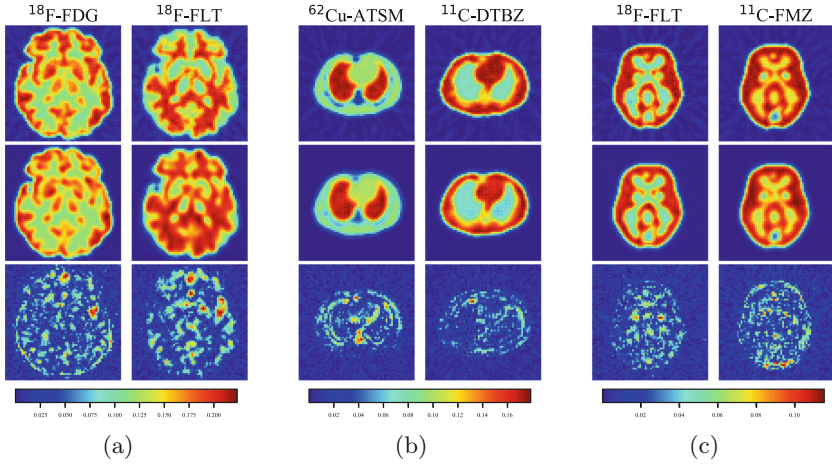 ¹⁸F-FDG ¹⁸F-FLT ⁶²Cu-ATSM ¹¹C-DTBZ ¹⁸F-FLT ¹¹C-FMZ
0.025 0.050 0.075 0.100 0.125 0.150 0.175 0.200 0.02 0.04 0.06 0.08 0.10 0.12 0.14 0.16 0.02 0.04 0.06 0.08 0.10
(a) (b) (c)